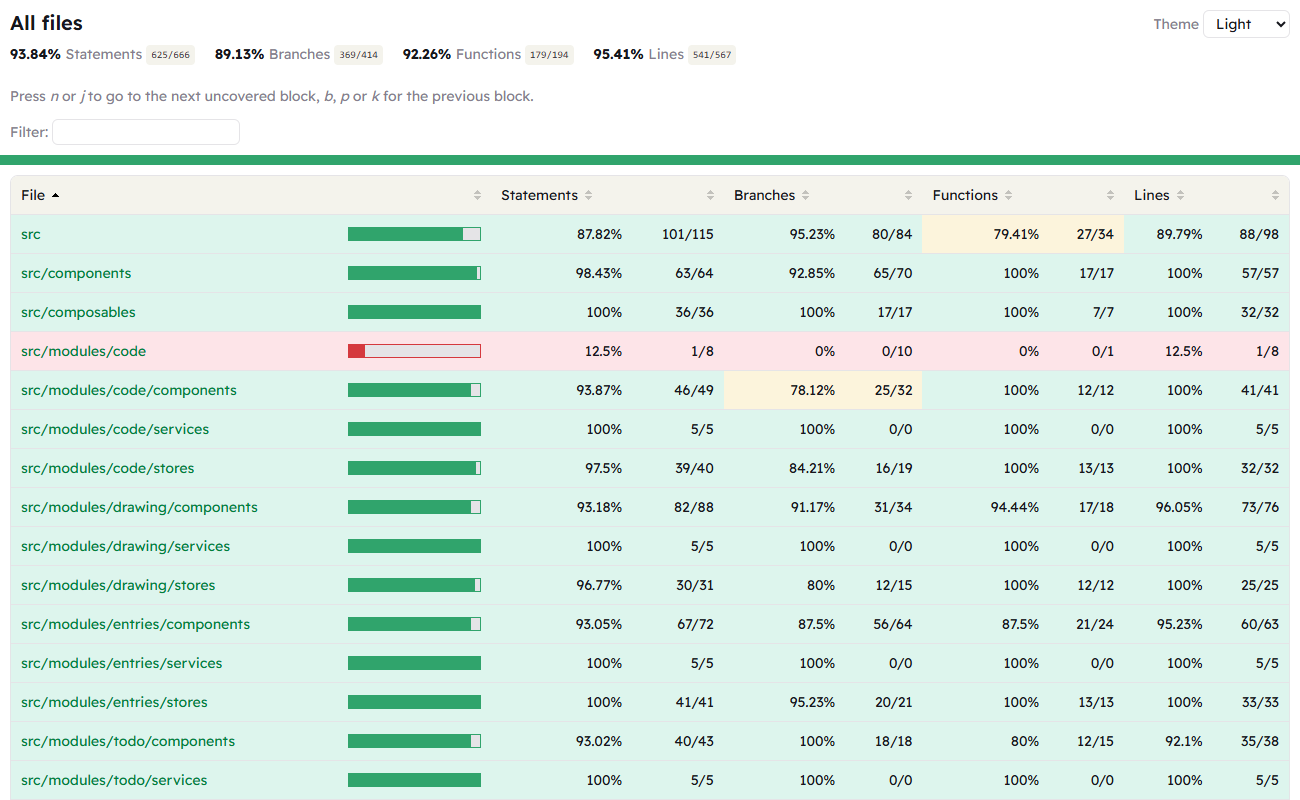 All files
Theme Light
93.84% Statements 625/666 89.13% Branches 369/414 92.26% Functions 179/194 95.41% Lines 541/567
Press n or j to go to the next uncovered block, b, p or k for the previous block.
Filter:
File Statements Branches Functions Lines
src 87.82% 101/115 95.23% 80/84 79.41% 27/34 89.79% 88/98
src/components 98.43% 63/64 92.85% 65/70 100% 17/17 100% 57/57
src/composables 100% 36/36 100% 17/17 100% 7/7 100% 32/32
src/modules/code 12.5% 1/8 0% 0/10 0% 0/1 12.5% 1/8
src/modules/code/components 93.87% 46/49 78.12% 25/32 100% 12/12 100% 41/41
src/modules/code/services 100% 5/5 100% 0/0 100% 0/0 100% 5/5
src/modules/code/stores 97.5% 39/40 84.21% 16/19 100% 13/13 100% 32/32
src/modules/drawing/components 93.18% 82/88 91.17% 31/34 94.44% 17/18 96.05% 73/76
src/modules/drawing/services 100% 5/5 100% 0/0 100% 0/0 100% 5/5
src/modules/drawing/stores 96.77% 30/31 80% 12/15 100% 12/12 100% 25/25
src/modules/entries/components 93.05% 67/72 87.5% 56/64 87.5% 21/24 95.23% 60/63
src/modules/entries/services 100% 5/5 100% 0/0 100% 0/0 100% 5/5
src/modules/entries/stores 100% 41/41 95.23% 20/21 100% 13/13 100% 33/33
src/modules/todo/components 93.02% 40/43 100% 18/18 80% 12/15 92.1% 35/38
src/modules/todo/services 100% 5/5 100% 0/0 100% 0/0 100% 5/5